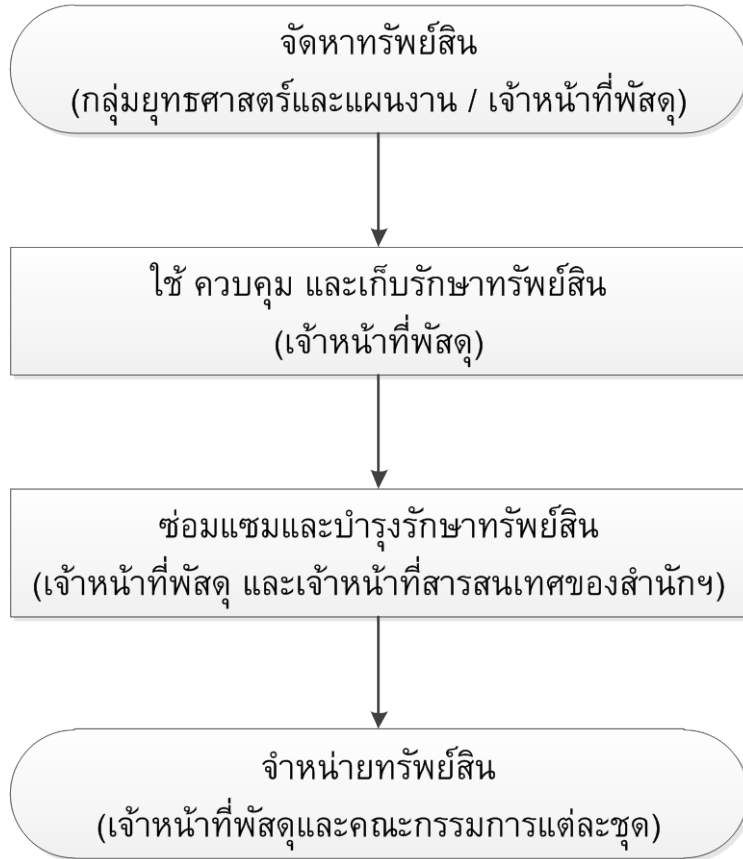 จัดหาทรัพย์สิน
(กลุ่มยุทธศาสตร์และแผนงาน / เจ้าหน้าที่พัสดุ)
ใช้ ควบคุม และเก็บรักษาทรัพย์สิน
(เจ้าหน้าที่พัสดุ)
ซ่อมแซมและบำรุงรักษาทรัพย์สิน
(เจ้าหน้าที่พัสดุ และเจ้าหน้าที่สารสนเทศของสำนักฯ)
จำหน่ายทรัพย์สิน
(เจ้าหน้าที่พัสดุและคณะกรรมการแต่ละชุด)